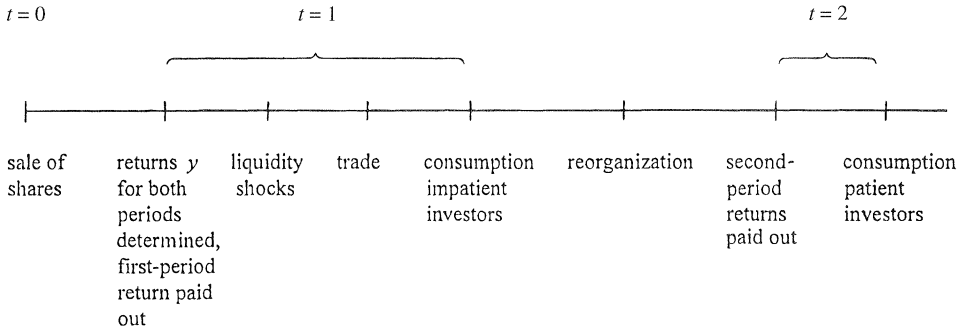 t = 0
t = 1
t = 2
sale of
shares
returns y
for both
periods
determined,
first-period
return paid
out
liquidity
shocks
trade
consumption
impatient
investors
reorganization
second-
period
returns
paid out
consumption
patient
investors